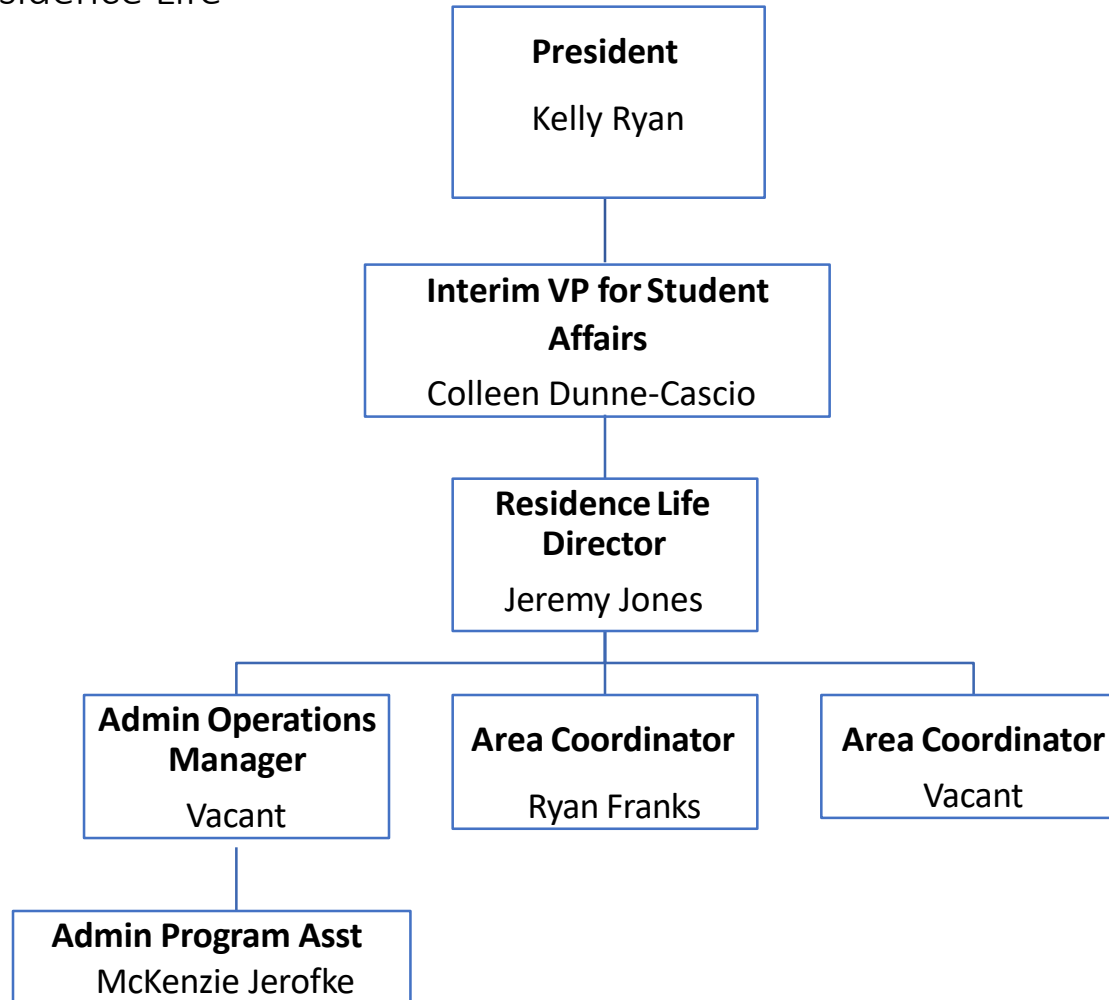 Life
President
Kelly Ryan
Interim VP for Student
Affairs
Colleen Dunne-Cascio
Residence Life
Director
Jeremy Jones
Admin Operations
Manager
Vacant
Area Coordinator
Ryan Franks
Area Coordinator
Vacant
Admin Program Asst
McKenzie Jerofke